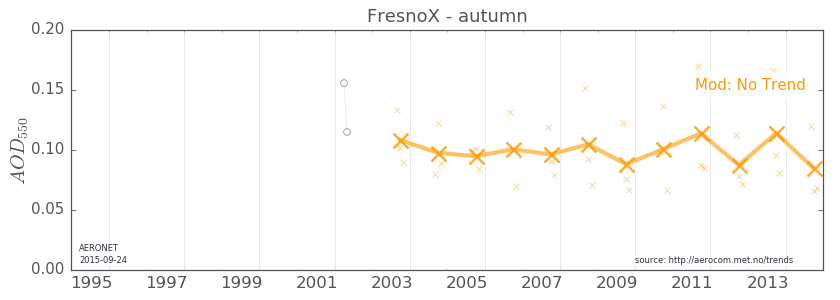 FresnoX - autumn
0.20
0.15
0.10
0.05
0.00
AOD550
Mod: No Trend
AERONET
2015-09-24
source: http://aerocom.met.no/trends
1995 1997 1999 2001 2003 2005 2007 2009 2011 2013